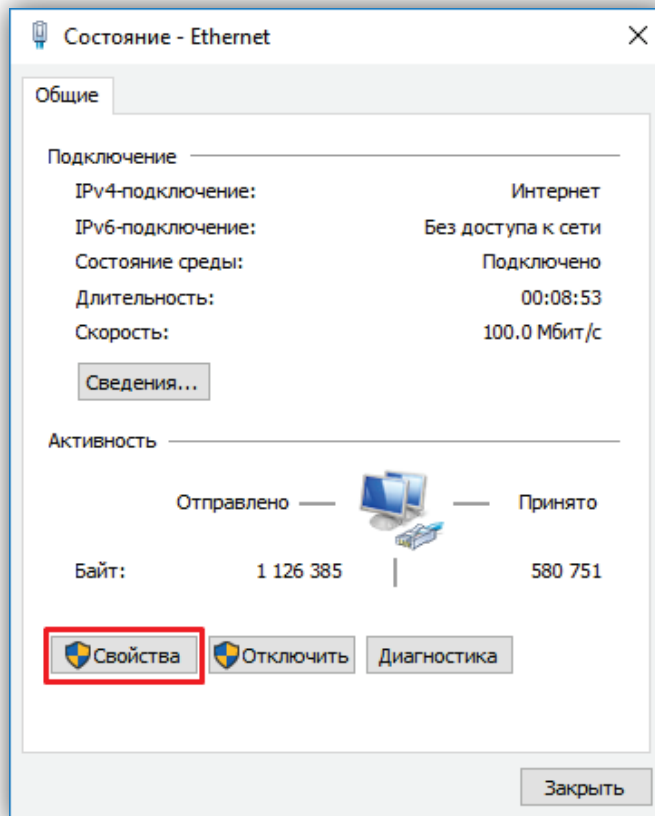 Состояние - Ethernet
Общие
Подключение
IPv4-подключение: Интернет
IPv6-подключение: Без доступа к сети
Состояние среды: Подключено
Длительность: 00:08:53
Скорость: 100.0 Мбит/с
Сведения...
Активность
Отправлено Принято
Байт: 1 126 385 580 751
Свойства Отключить Диагностика
Закрыть